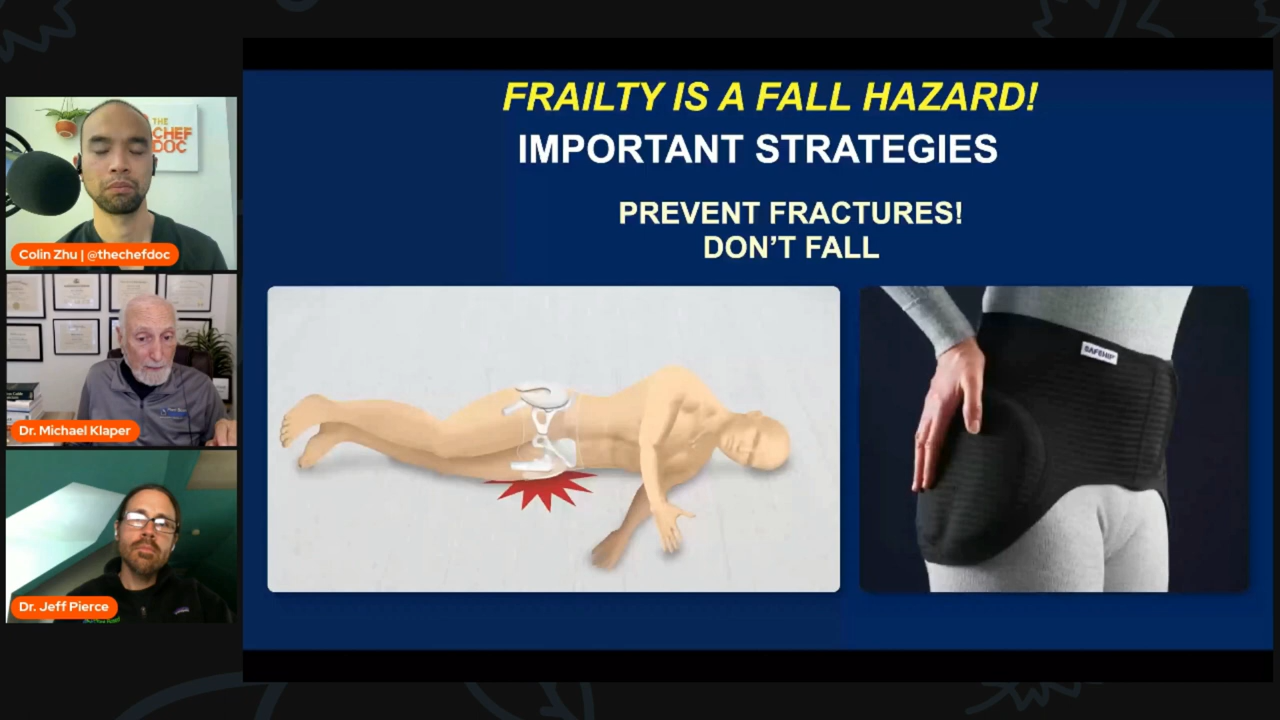 THE
CHEF
DOC
Colin Zhu | @thechefdoc
Dr. Michael Klaper
Dr. Jeff Pierce
FRAILTY IS A FALL HAZARD!
IMPORTANT STRATEGIES
PREVENT FRACTURES!
DON'T FALL
SAFEHIP